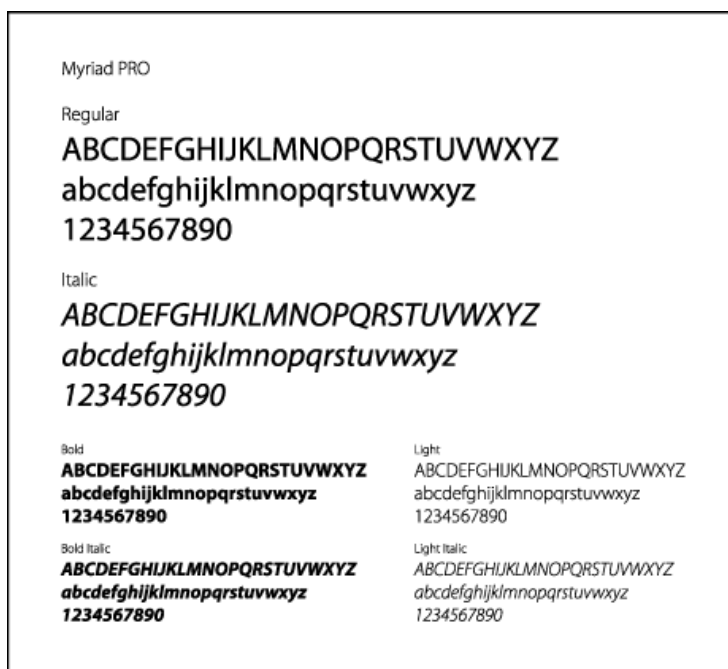 Myriad PRO
Regular
ABCDEFGHIJKLMNOPQRSTUVWXYZ
abcdefghijklmnopqrstuvwxyz
1234567890
Italic
ABCDEFGHIJKLMNOPQRSTUVWXYZ
abcdefghijklmnopqrstuvwxyz
1234567890
Bold
ABCDEFGHIJKLMNOPQRSTUVWXYZ
abcdefghijklmnopqrstuvwxyz
1234567890
Light
ABCDEFGHIJKLMNOPQRSTUVWXYZ
abcdefghijklmnopqrstuvwxyz
1234567890
Bold Italic
ABCDEFGHIJKLMNOPQRSTUVWXYZ
abcdefghijklmnopqrstuvwxyz
1234567890
Light Italic
ABCDEFGHIJKLMNOPQRSTUVWXYZ
abcdefghijklmnopqrstuvwxyz
1234567890